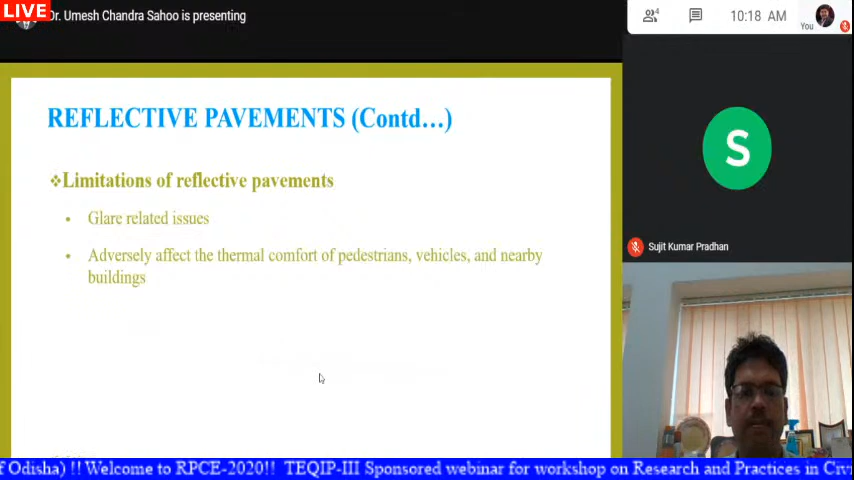 LIVE
Dr. Umesh Chandra Sahoo is presenting
4
10:18 AM
You
REFLECTIVE PAVEMENTS (Contd…)
❖Limitations of reflective pavements
• Glare related issues
• Adversely affect the thermal comfort of pedestrians, vehicles, and nearby
buildings
S
Sujit Kumar Pradhan
f Odisha) !! Welcome to RPCE-2020!! TEQIP-III Sponsored webinar for workshop on Research and Practices in